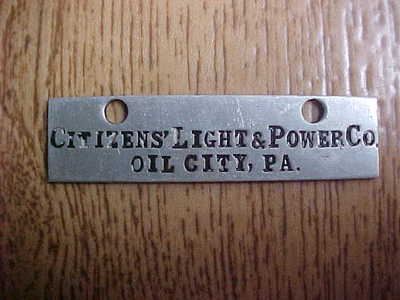 CITIZENS' LIGHT & POWER CO.
OIL CITY, PA.